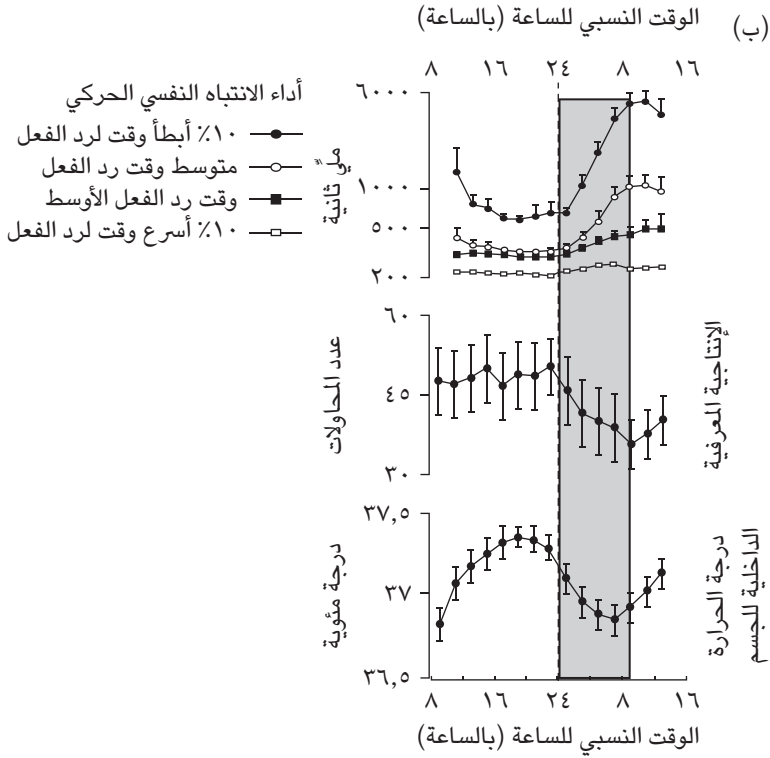 (ب)
الوقت النسبي للساعة (بالساعة)
٨ ١٦ ٢٤ ٨ ١٦
أداء الانتباه النفسي الحركي
١٠٪ أبطأ وقت لرد الفعل
متوسط وقت رد الفعل
وقت رد الفعل الأوسط
١٠٪ أسرع وقت لرد الفعل
ملِّي ثانية
٦٠٠٠
١٠٠٠
٥٠٠
٢٠٠
الإنتاجية المعرفية
عدد المحاولات
٦٠
٤٥
٣٠
درجة الحرارة
الداخلية للجسم
درجة مئوية
٣٧,٥
٣٧
٣٦,٥
٨ ١٦ ٢٤ ٨ ١٦
الوقت النسبي للساعة (بالساعة)